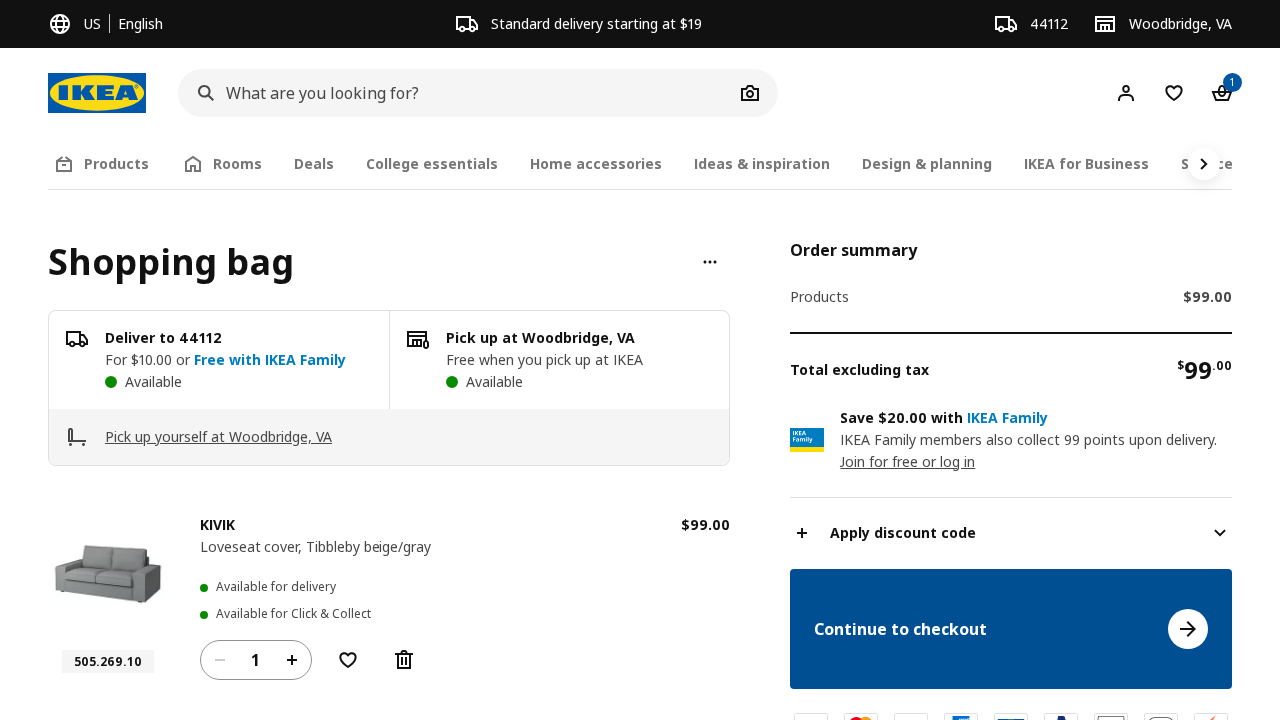 US | English
Standard delivery starting at $19
44112
Woodbridge, VA
IKEA
What are you looking for?
1
Products
Rooms
Deals
College essentials
Home accessories
Ideas & inspiration
Design & planning
IKEA for Business
Shopping bag
Deliver to 44112
For $10.00 or Free with IKEA Family
Available
Pick up at Woodbridge, VA
Free when you pick up at IKEA
Available
Pick up yourself at Woodbridge, VA
KIVIK
$99.00
Loveseat cover, Tibbleby beige/gray
Available for delivery
Available for Click & Collect
505.269.10
1
Order summary
Products
$99.00
Total excluding tax
$99.00
IKEA
Family
Save $20.00 with IKEA Family
IKEA Family members also collect 99 points upon delivery.
Join for free or log in
Apply discount code
Continue to checkout